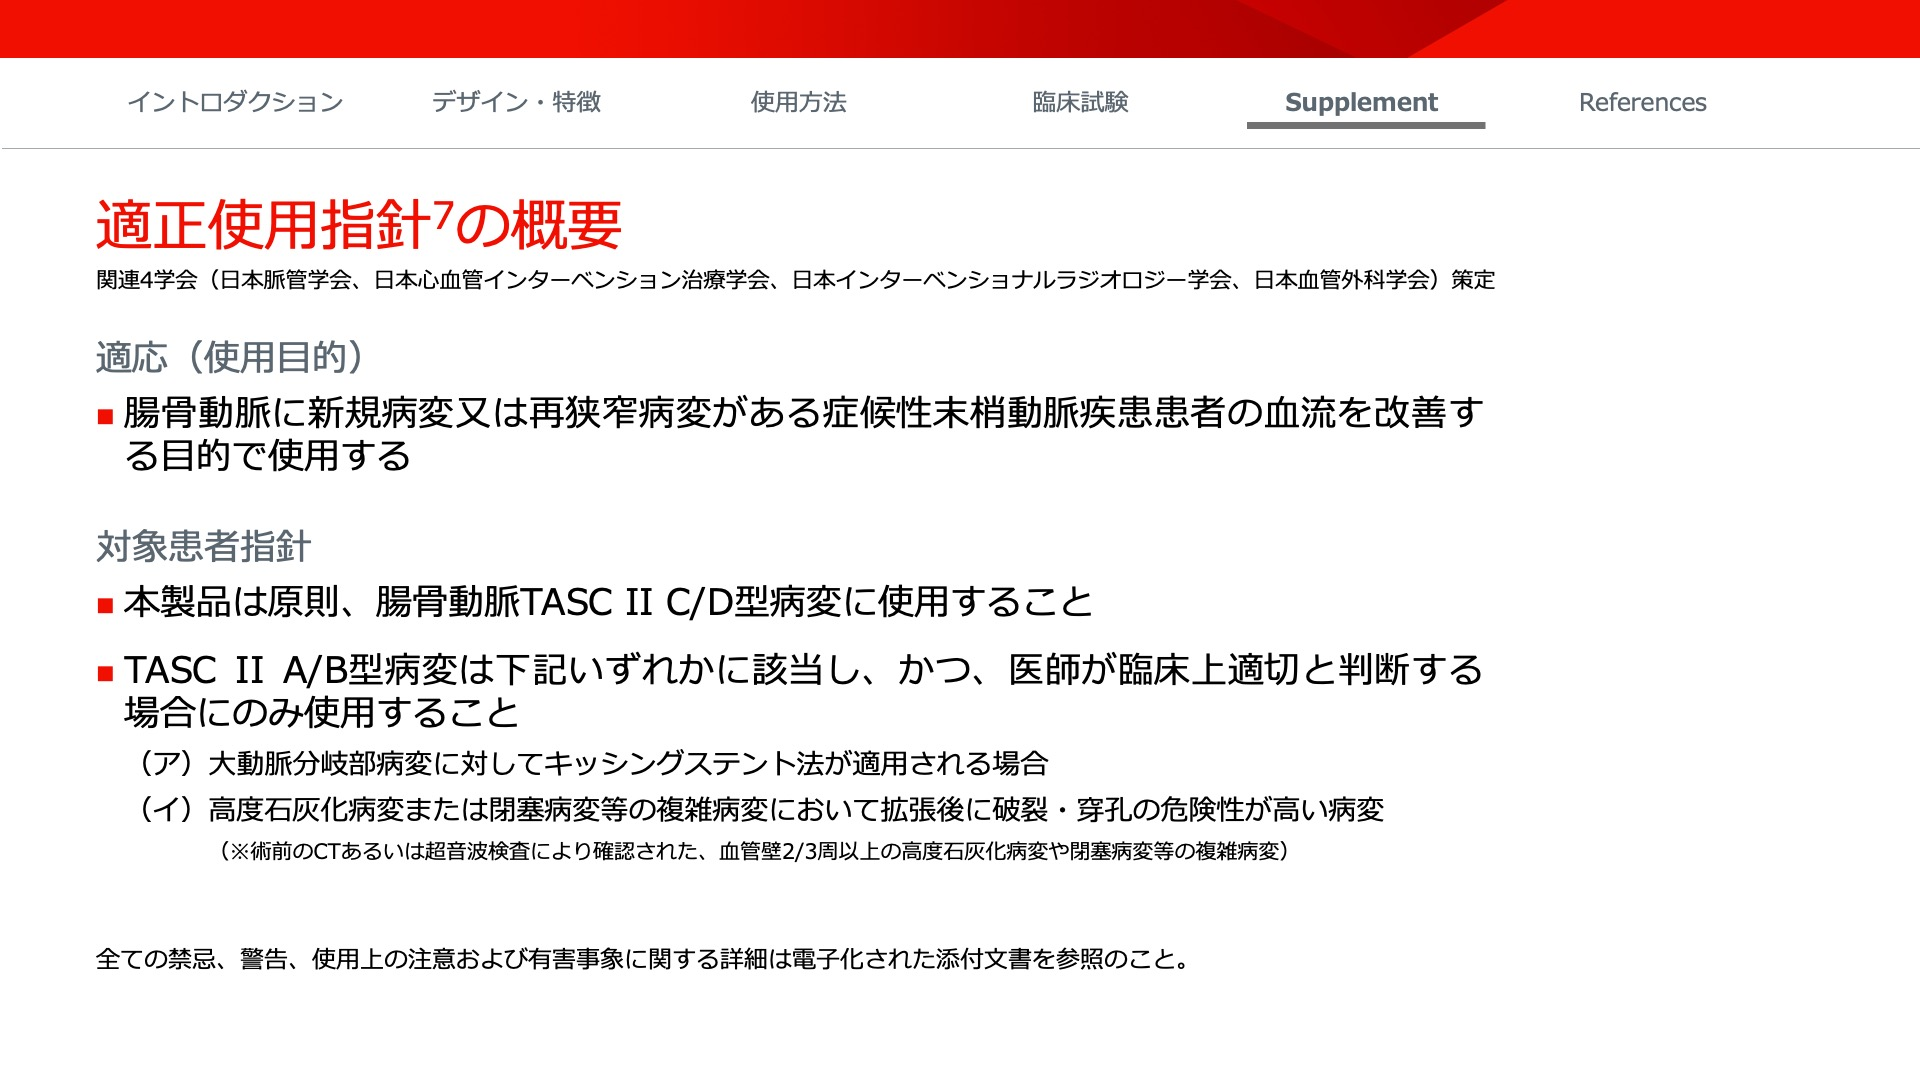 イントロダクション デザイン・特徴 使用方法 臨床試験 Supplement References
適正使用指針7の概要
関連4学会（日本脈管学会、日本心血管インターベンション治療学会、日本インターベンショナルラジオロジー学会、日本血管外科学会）策定
適応（使用目的）
■ 腸骨動脈に新規病変又は再狭窄病変がある症候性末梢動脈疾患患者の血流を改善す
る目的で使用する
対象患者指針
■ 本製品は原則、腸骨動脈TASC II C/D型病変に使用すること
■ TASC II A/B型病変は下記いずれかに該当し、かつ、医師が臨床上適切と判断する
場合にのみ使用すること
（ア）大動脈分岐部病変に対してキッシングステント法が適用される場合
（イ）高度石灰化病変または閉塞病変等の複雑病変において拡張後に破裂・穿孔の危険性が高い病変
（※術前のCTあるいは超音波検査により確認された、血管壁2/3周以上の高度石灰化病変や閉塞病変等の複雑病変）
全ての禁忌、警告、使用上の注意および有害事象に関する詳細は電子化された添付文書を参照のこと。